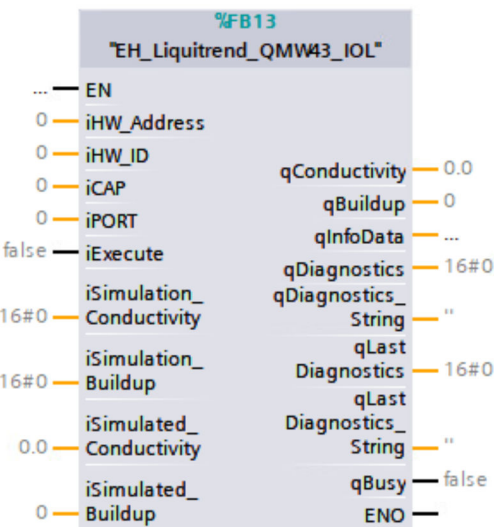 %FB13
"EH_Liquitrend_QMW43_IOL"
... EN
0 iHW_Address
0 iHW_ID
qConductivity 0.0
0 iCAP
qBuildup 0
0 iPORT
qInfoData ...
false iExecute
qDiagnostics 16#0
iSimulation_
16#0 Conductivity
qDiagnostics_
String ''
iSimulation_
16#0 Buildup
qLast
Diagnostics 16#0
iSimulated_
0.0 Conductivity
qLast
Diagnostics_
String ''
iSimulated_
0 Buildup
qBusy false
ENO